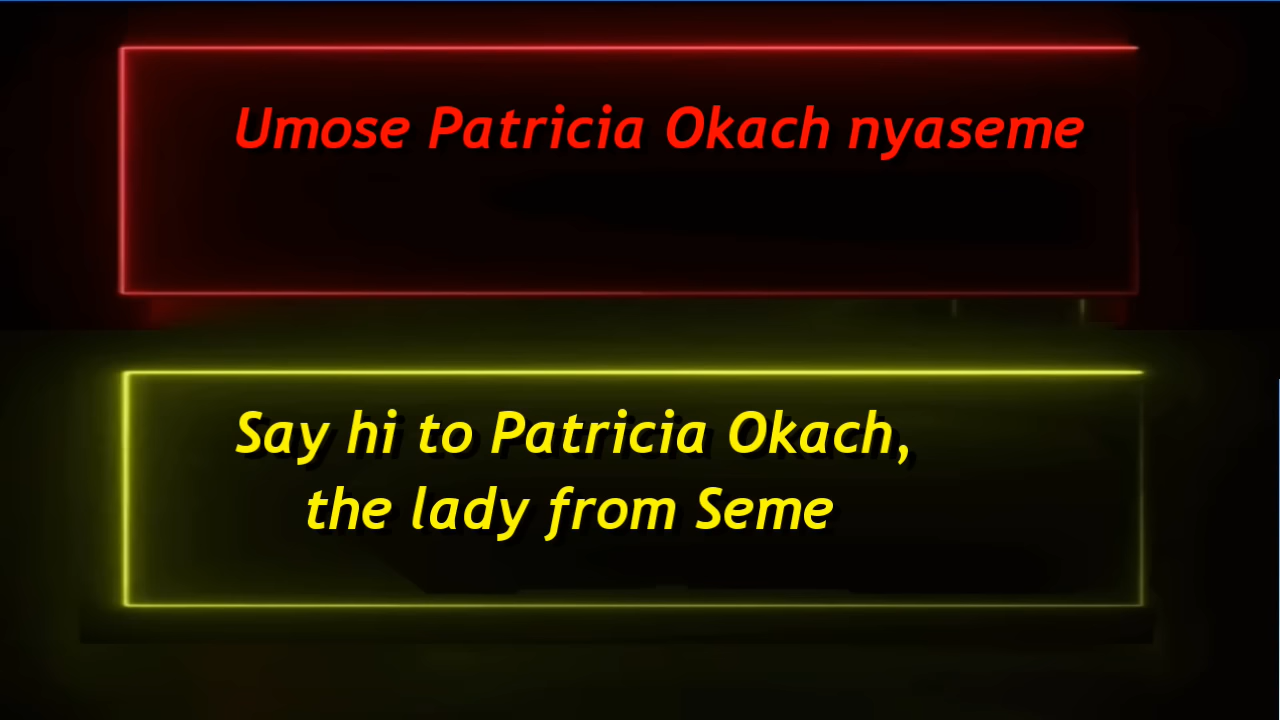 Umose Patricia Okach nyaseme
Say hi to Patricia Okach,
the lady from Seme